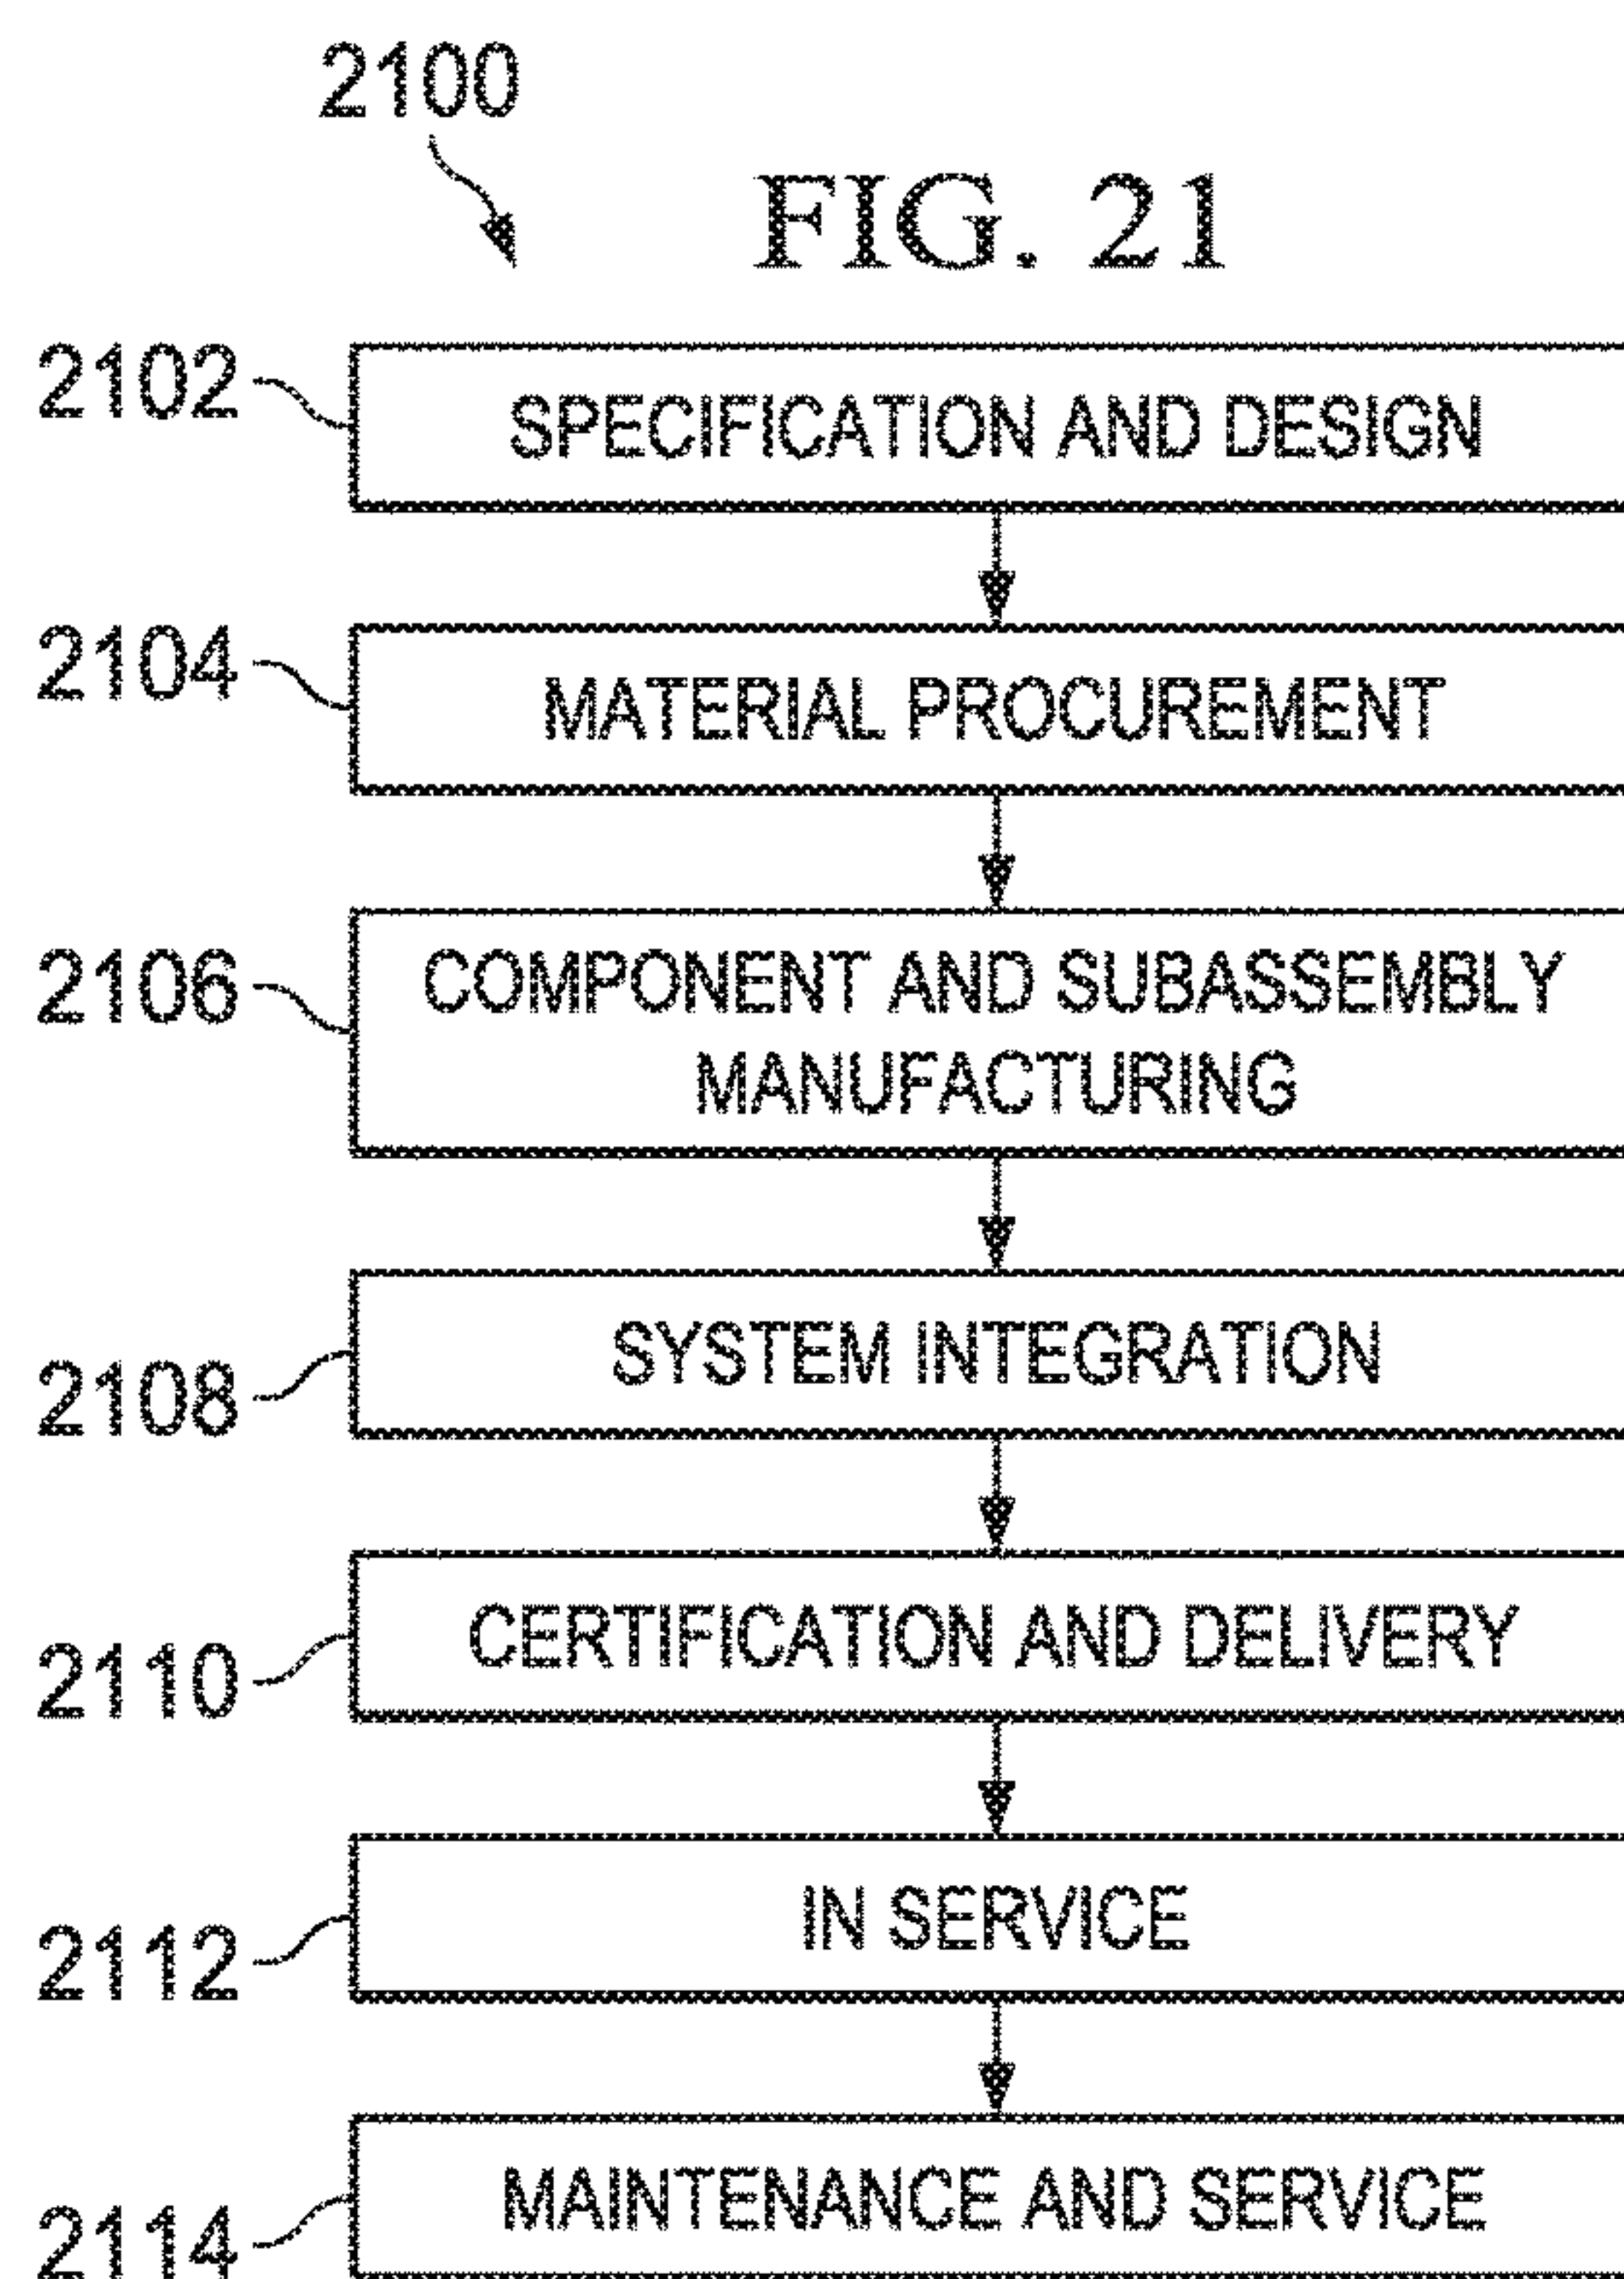 2100
FIG. 21
2102 SPECIFICATION AND DESIGN
2104 MATERIAL PROCUREMENT
2106 COMPONENT AND SUBASSEMBLY
MANUFACTURING
2108 SYSTEM INTEGRATION
2110 CERTIFICATION AND DELIVERY
2112 IN SERVICE
2114 MAINTENANCE AND SERVICE